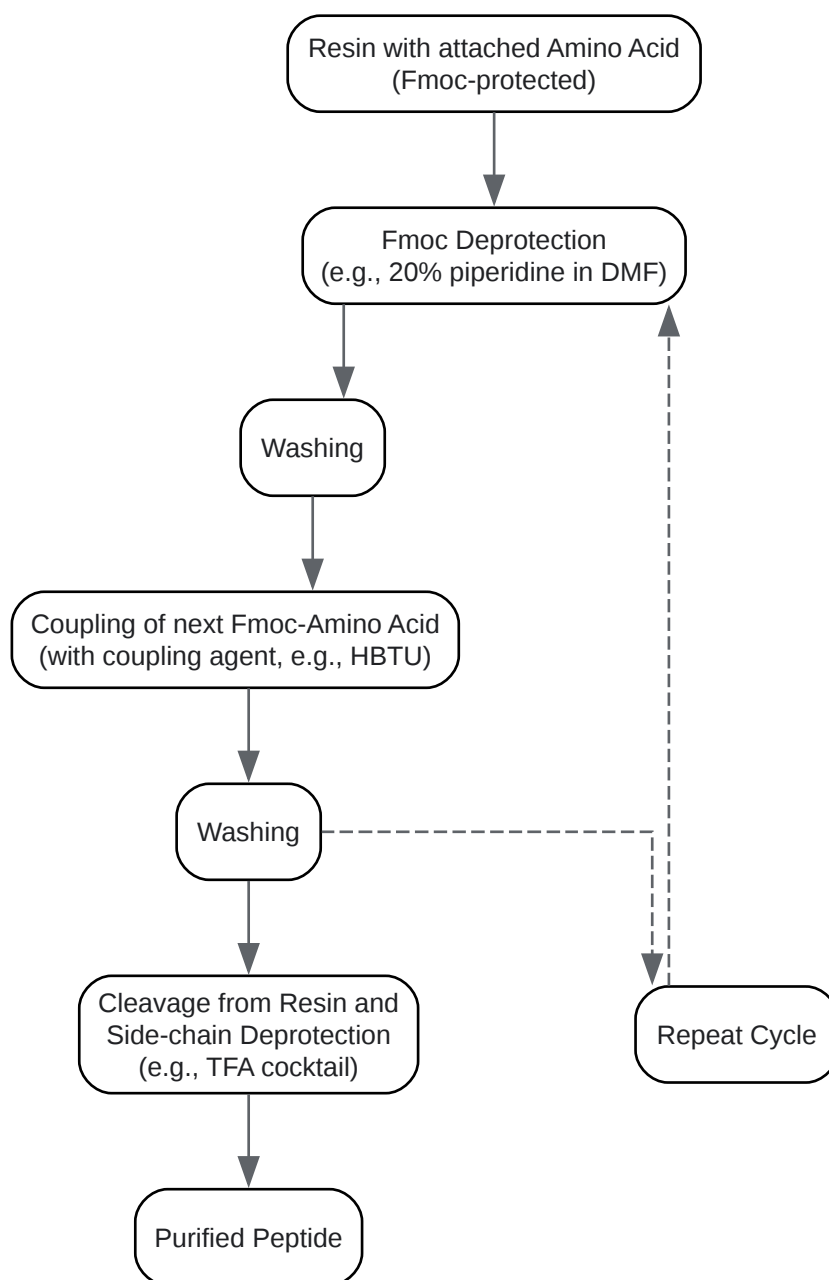 Resin with attached Amino Acid
(Fmoc-protected)
Fmoc Deprotection
(e.g., 20% piperidine in DMF)
Washing
Coupling of next Fmoc-Amino Acid
(with coupling agent, e.g., HBTU)
Washing
Cleavage from Resin and
Side-chain Deprotection
(e.g., TFA cocktail)
Repeat Cycle
Purified Peptide